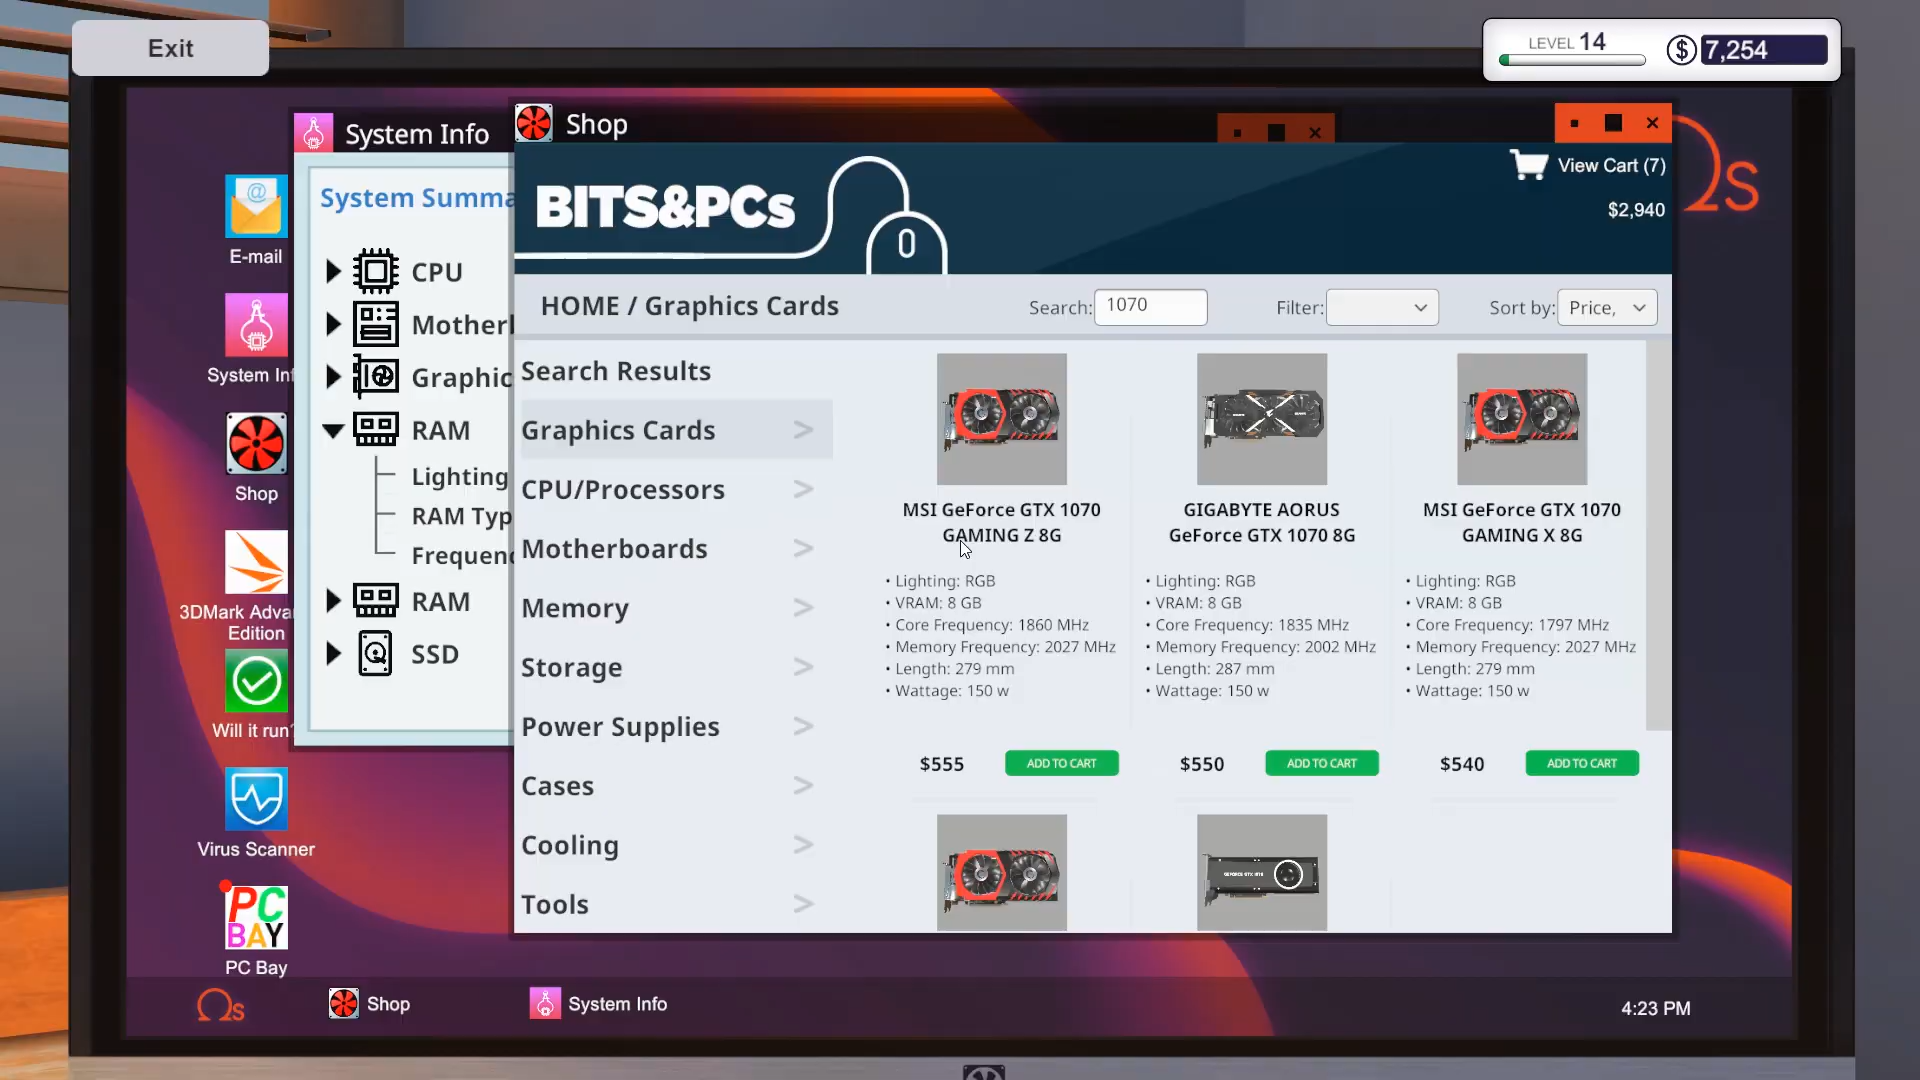 Exit
LEVEL 14
$ 7,254
System Info
Shop
View Cart (7)
$2,940
BITS&PCs
System Summa
E-mail
CPU
HOME / Graphics Cards
Search: 1070
Filter:
Sort by: Price,
Motherb
System Inf
Graphic
Search Results
Graphics Cards >
CPU/Processors >
Motherboards >
Memory >
Storage >
Power Supplies >
Cases >
Cooling >
Tools >
RAM
Lighting
RAM Typ
Frequenc
RAM
SSD
Shop
3DMark Adva
Edition
Will it run?
Virus Scanner
PC
BAY
PC Bay
MSI GeForce GTX 1070
GAMING Z 8G
• Lighting: RGB
• VRAM: 8 GB
• Core Frequency: 1860 MHz
• Memory Frequency: 2027 MHz
• Length: 279 mm
• Wattage: 150 w
$555
ADD TO CART
GIGABYTE AORUS
GeForce GTX 1070 8G
• Lighting: RGB
• VRAM: 8 GB
• Core Frequency: 1835 MHz
• Memory Frequency: 2002 MHz
• Length: 287 mm
• Wattage: 150 w
$550
ADD TO CART
MSI GeForce GTX 1070
GAMING X 8G
• Lighting: RGB
• VRAM: 8 GB
• Core Frequency: 1797 MHz
• Memory Frequency: 2027 MHz
• Length: 279 mm
• Wattage: 150 w
$540
ADD TO CART
Ωs
Ωs
Shop
System Info
4:23 PM